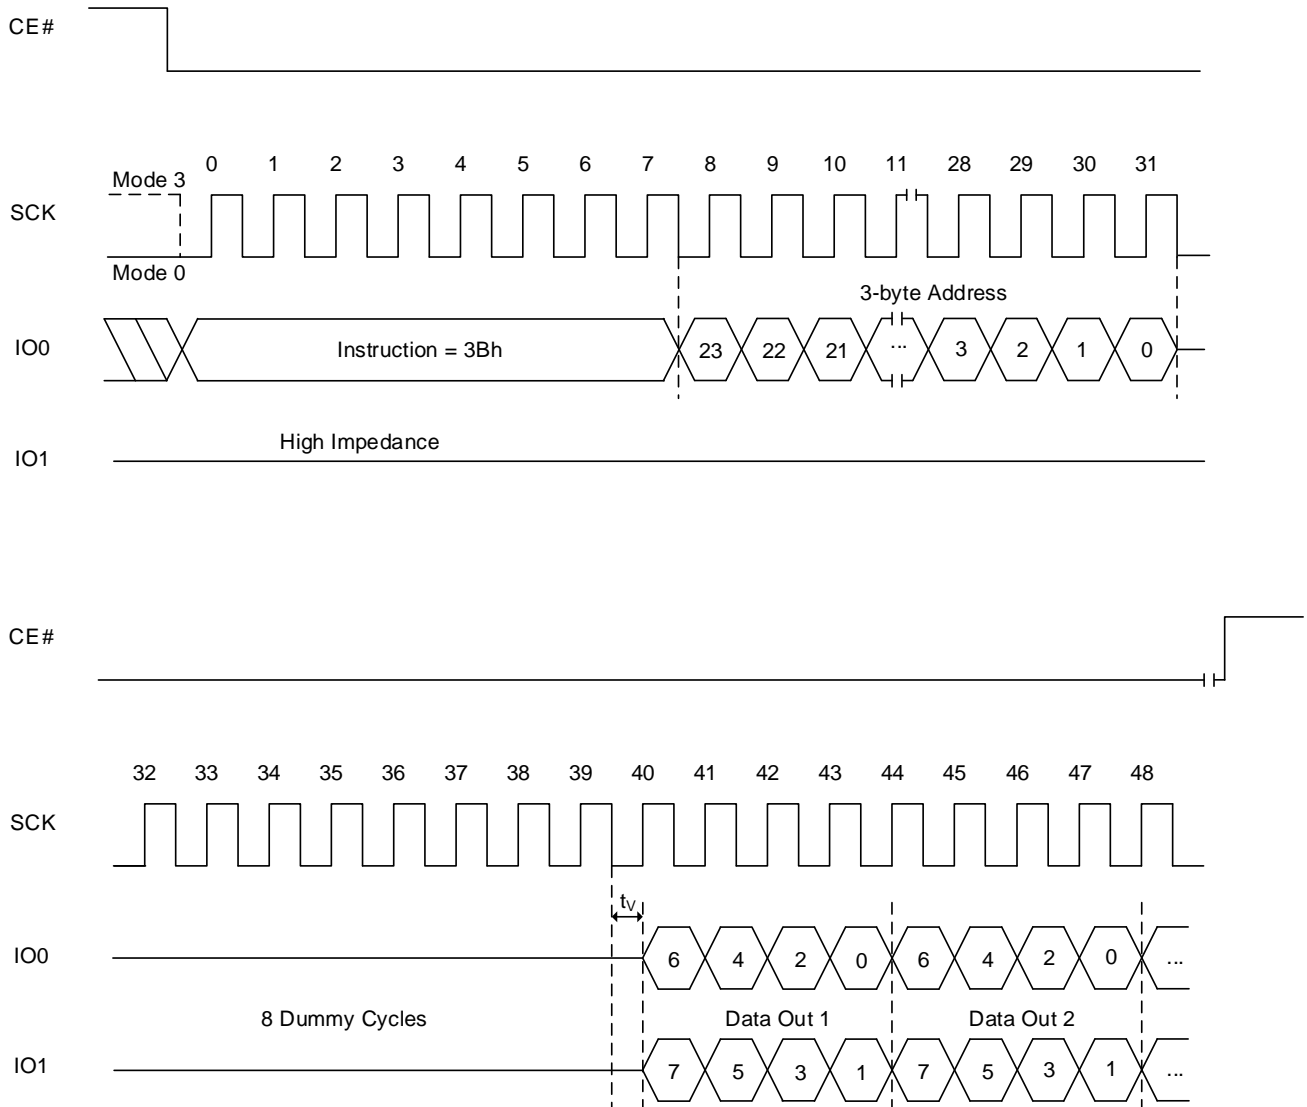 CE#
0 1 2 3 4 5 6 7 8 9 10 11 28 29 30 31
Mode 3
SCK
Mode 0
3-byte Address
IO0 Instruction = 3Bh 23 22 21 ... 3 2 1 0
High Impedance
IO1
CE#
32 33 34 35 36 37 38 39 40 41 42 43 44 45 46 47 48
SCK
tV
IO0 6 4 2 0 6 4 2 0 ...
8 Dummy Cycles Data Out 1 Data Out 2
IO1 7 5 3 1 7 5 3 1 ...